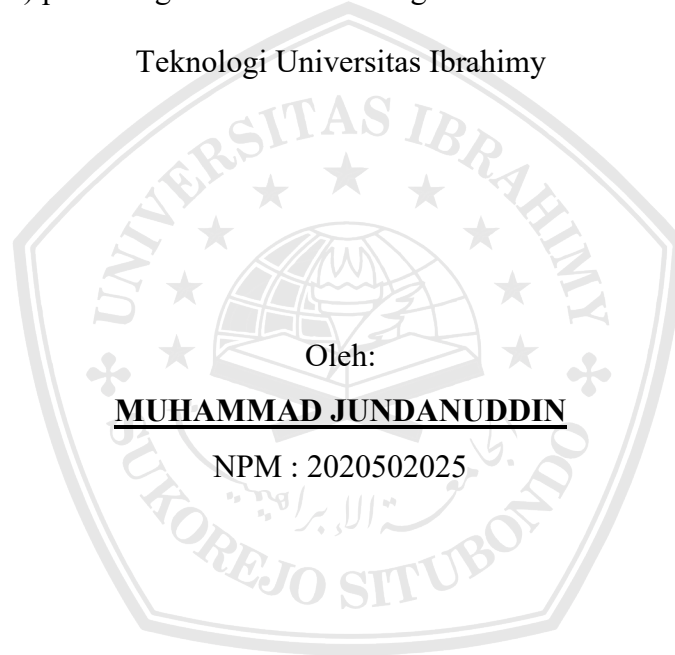 Teknologi Universitas Ibrahimy
UNIVERSITAS IBRAHIMY
Oleh:
MUHAMMAD JUNDANUDDIN
NPM : 2020502025
SUKOREJO SITUBONDO